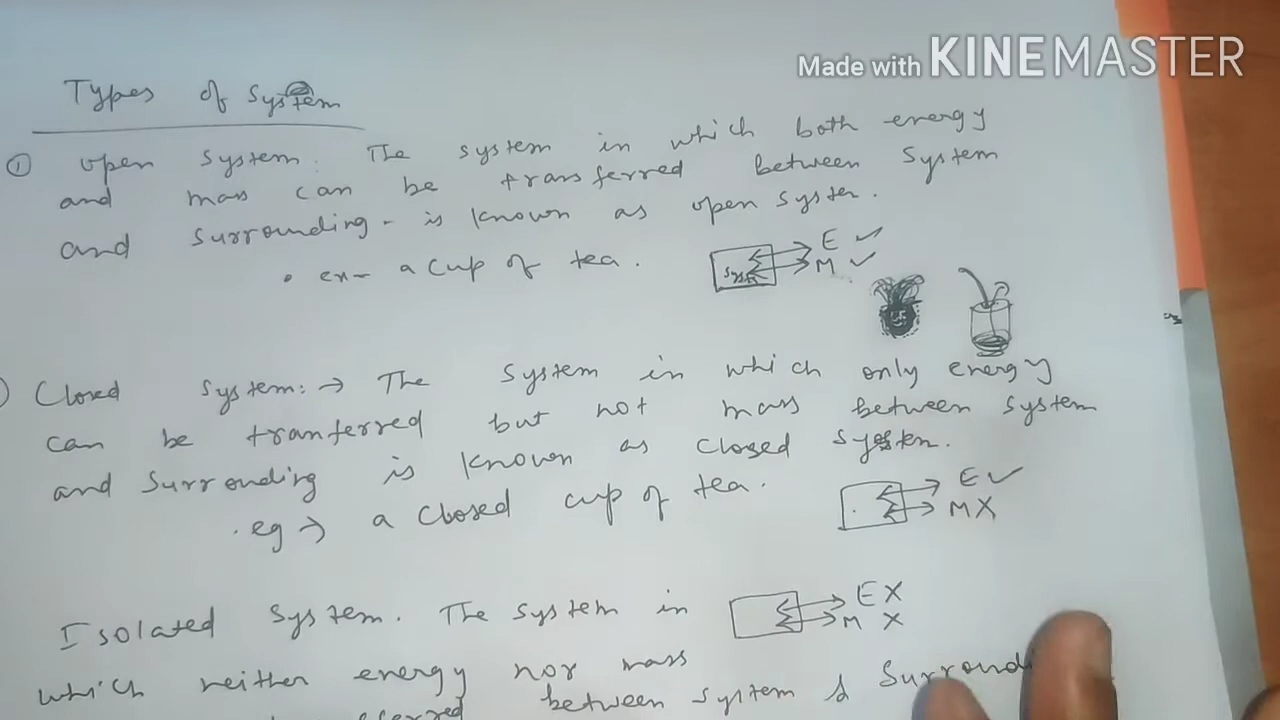 Made with KINEMASTER
Types of System
① open system: The system in which both energy
and mass can be transferred between System
and surrounding - is known as open system.
• ex- a cup of tea.
Sys
E ✓
M ✓
Closed system: → The system in which only energy
can be tranferred but not mass between system
and Surrounding is known as closed system.
. eg → a closed cup of tea.
E ✓
M X
Isolated System. The system in
E X
M X
which neither energy nor mass
between system & Surround